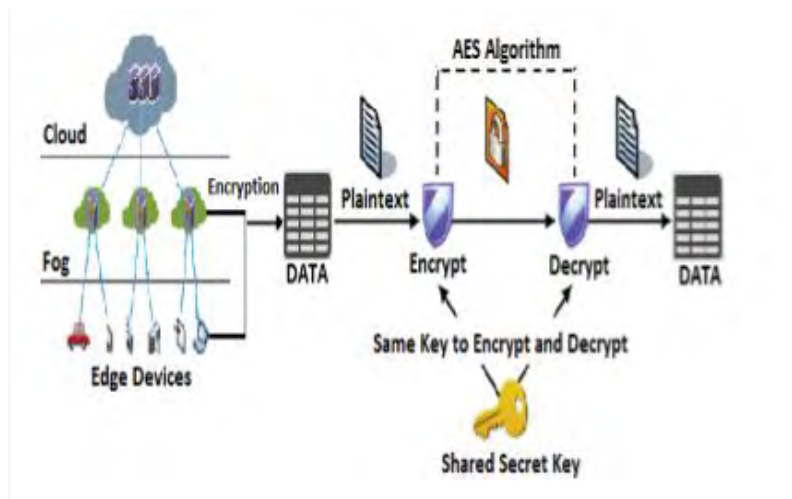 AES Algorithm
Cloud
Encryption
Plaintext
Plaintext
Fog
DATA
Encrypt
Decrypt
DATA
Same Key to Encrypt and Decrypt
Edge Devices
Shared Secret Key